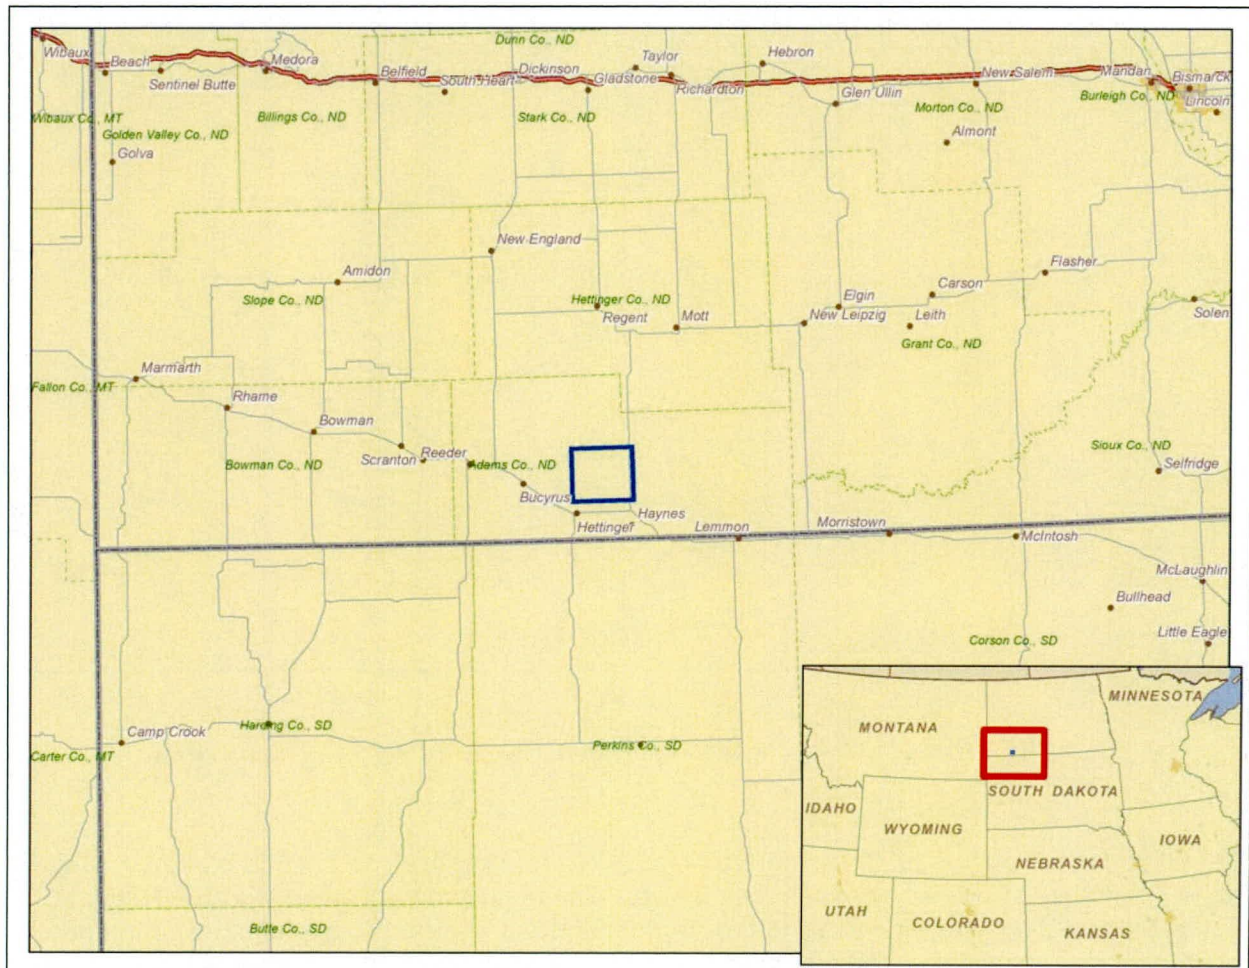 Dunn Co., ND
Wibaux
Beach
Sentinel Butte
Medora
Belfield
South Heart
Dickinson
Gladstone
Taylor
Richardton
Hebron
Glen Ullin
New Salem
Mandan
Bismarck
Lincoln
Burleigh Co., ND
Morton Co., ND
Stark Co., ND
Billings Co., ND
Golden Valley Co., ND
Wibaux Co., MT
Golva
Almont
New England
Amidon
Slope Co., ND
Hettinger Co., ND
Regent
Mott
New Leipzig
Elgin
Leith
Carson
Flasher
Grant Co., ND
Solen
Marmarth
Fallon Co., MT
Rhame
Bowman
Bowman Co., ND
Scranton
Reeder
Adams Co., ND
Bucyrus
Hettinger
Haynes
Lemmon
Morristown
McIntosh
Sioux Co., ND
Selfridge
McLaughlin
Bullhead
Little Eagle
Corson Co., SD
Camp Crook
Harding Co., SD
Perkins Co., SD
Carter Co., MT
Butte Co., SD
MONTANA
MINNESOTA
SOUTH DAKOTA
IDAHO
WYOMING
IOWA
NEBRASKA
UTAH
COLORADO
KANSAS